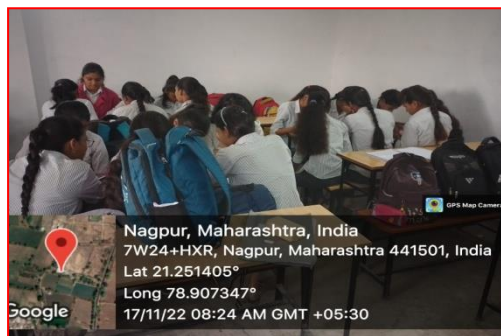 GPS Map Camera
Nagpur, Maharashtra, India
7W24+HXR, Nagpur, Maharashtra 441501, India
Lat 21.251405°
Long 78.907347°
17/11/22 08:24 AM GMT +05:30
Google